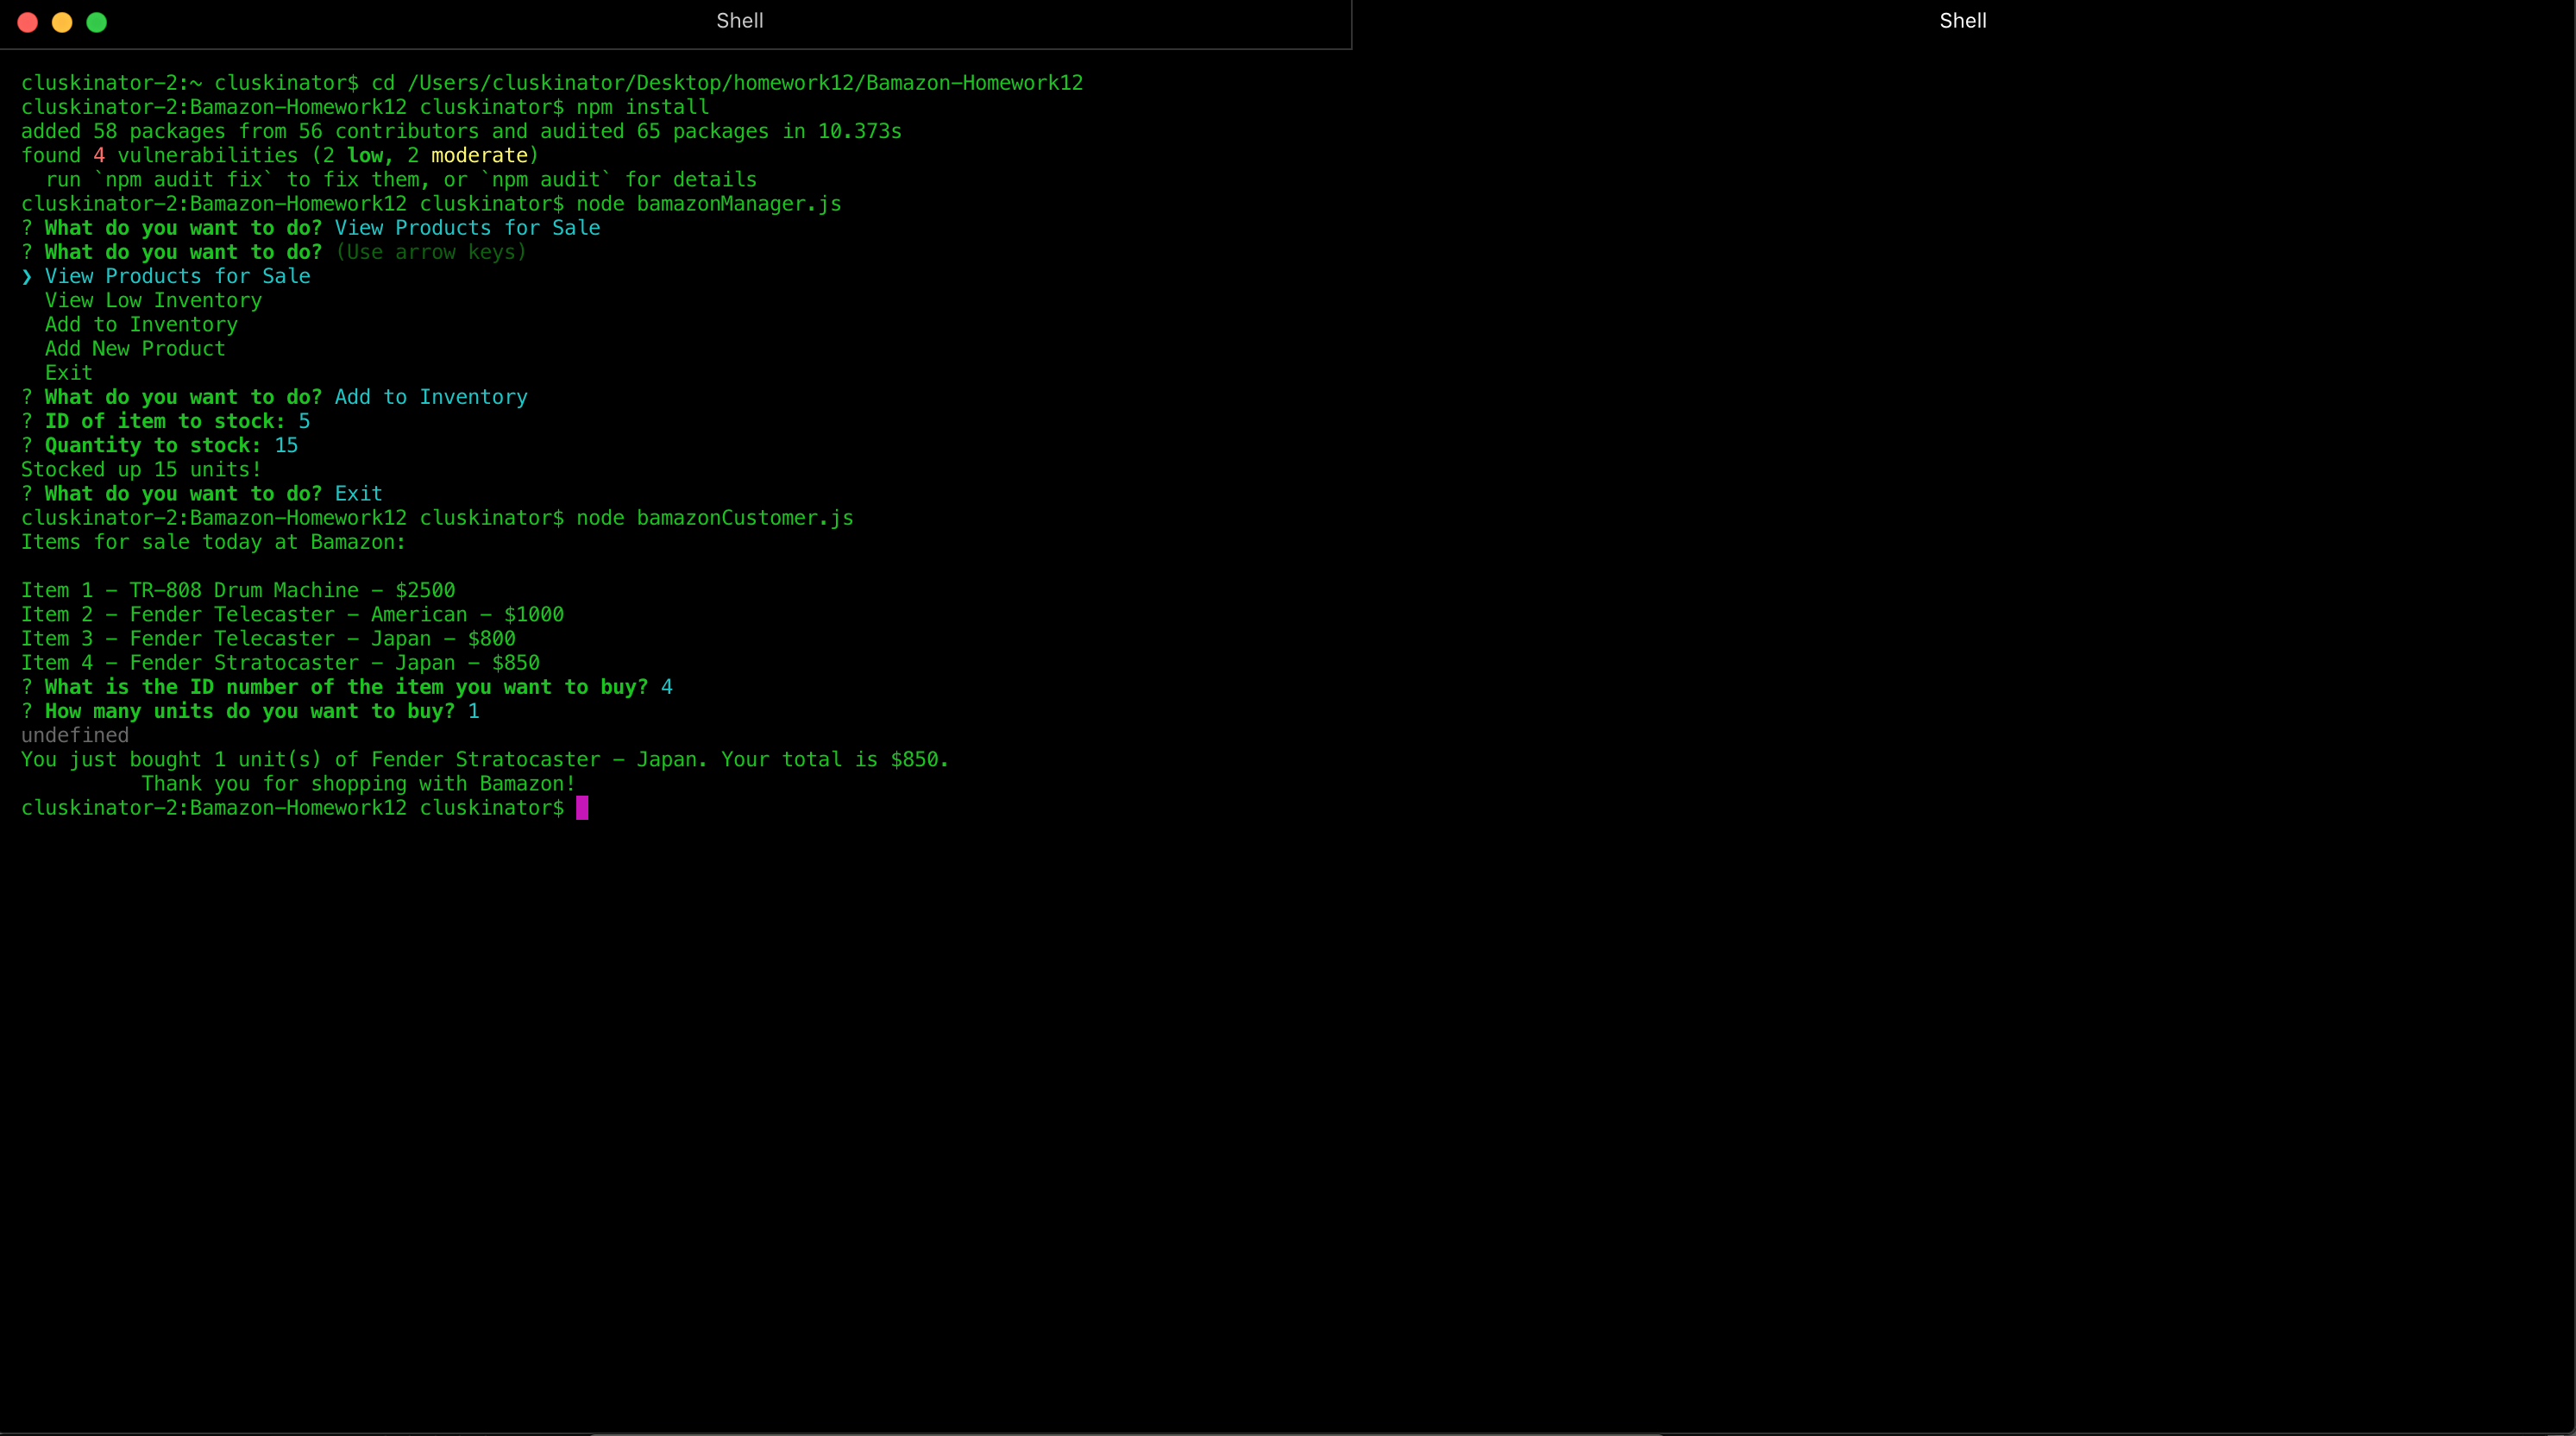 Shell
Shell
cluskinator-2:~ cluskinator$ cd /Users/cluskinator/Desktop/homework12/Bamazon-Homework12
cluskinator-2:Bamazon-Homework12 cluskinator$ npm install
added 58 packages from 56 contributors and audited 65 packages in 10.373s
found 4 vulnerabilities (2 low, 2 moderate)
  run `npm audit fix` to fix them, or `npm audit` for details
cluskinator-2:Bamazon-Homework12 cluskinator$ node bamazonManager.js
? What do you want to do? View Products for Sale
? What do you want to do? (Use arrow keys)
❯ View Products for Sale
  View Low Inventory
  Add to Inventory
  Add New Product
  Exit
? What do you want to do? Add to Inventory
? ID of item to stock: 5
? Quantity to stock: 15
Stocked up 15 units!
? What do you want to do? Exit
cluskinator-2:Bamazon-Homework12 cluskinator$ node bamazonCustomer.js
Items for sale today at Bamazon:

Item 1 - TR-808 Drum Machine - $2500
Item 2 - Fender Telecaster - American - $1000
Item 3 - Fender Telecaster - Japan - $800
Item 4 - Fender Stratocaster - Japan - $850
? What is the ID number of the item you want to buy? 4
? How many units do you want to buy? 1
undefined
You just bought 1 unit(s) of Fender Stratocaster - Japan. Your total is $850.
          Thank you for shopping with Bamazon!
cluskinator-2:Bamazon-Homework12 cluskinator$